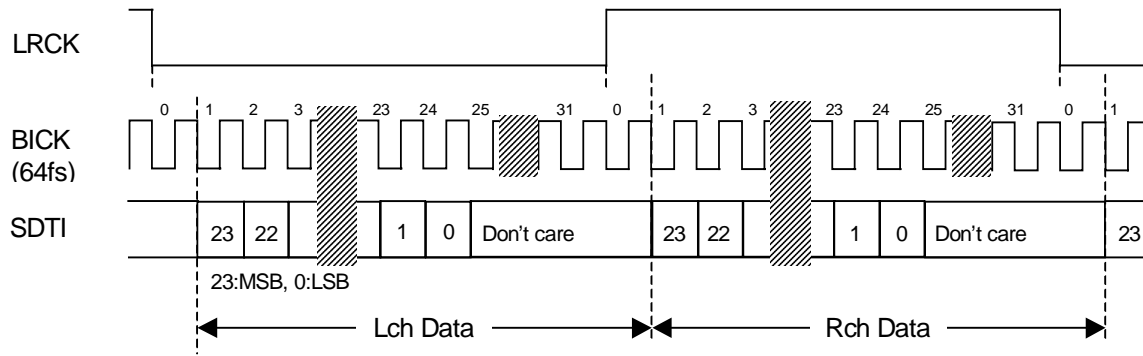 LRCK
0 1 2 3 23 24 25 31 0 1 2 3 23 24 25 31 0 1
BICK
(64fs)
SDTI
23 22 1 0 Don't care 23 22 1 0 Don't care 23
23:MSB, 0:LSB
Lch Data Rch Data